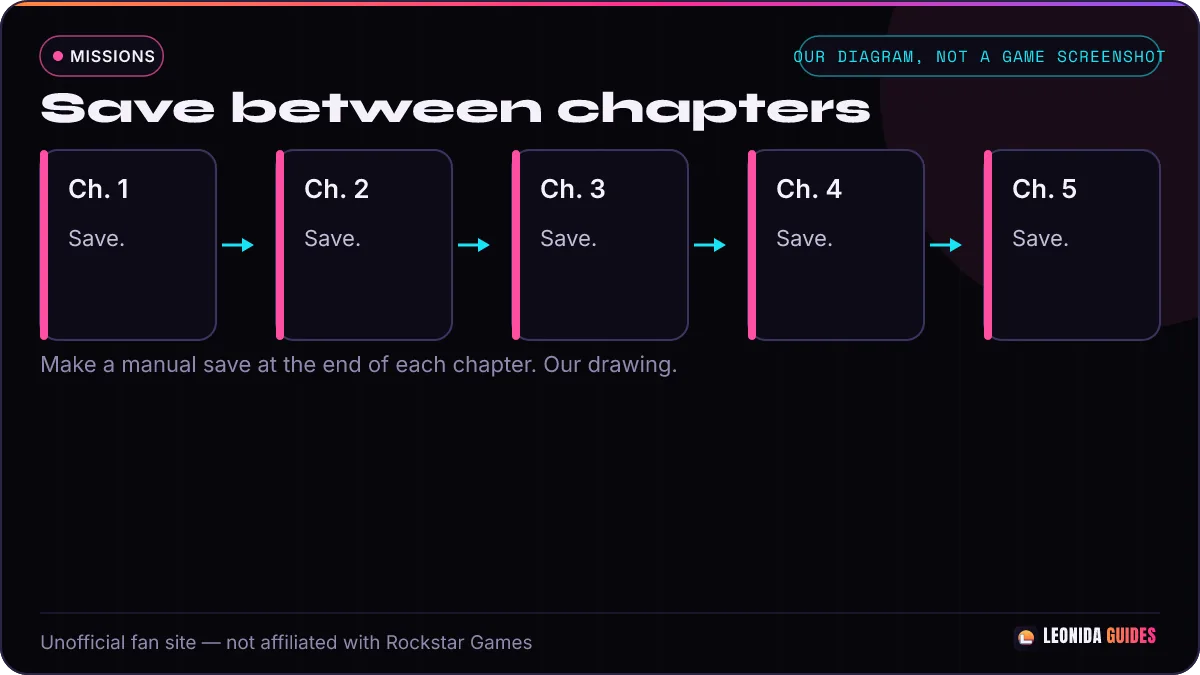 MISSIONS
OUR DIAGRAM, NOT A GAME SCREENSHOT
Save between chapters
Ch. 1
Save.
Ch. 2
Save.
Ch. 3
Save.
Ch. 4
Save.
Ch. 5
Save.
Make a manual save at the end of each chapter. Our drawing.
Unofficial fan site — not affiliated with Rockstar Games
LEONIDA GUIDES